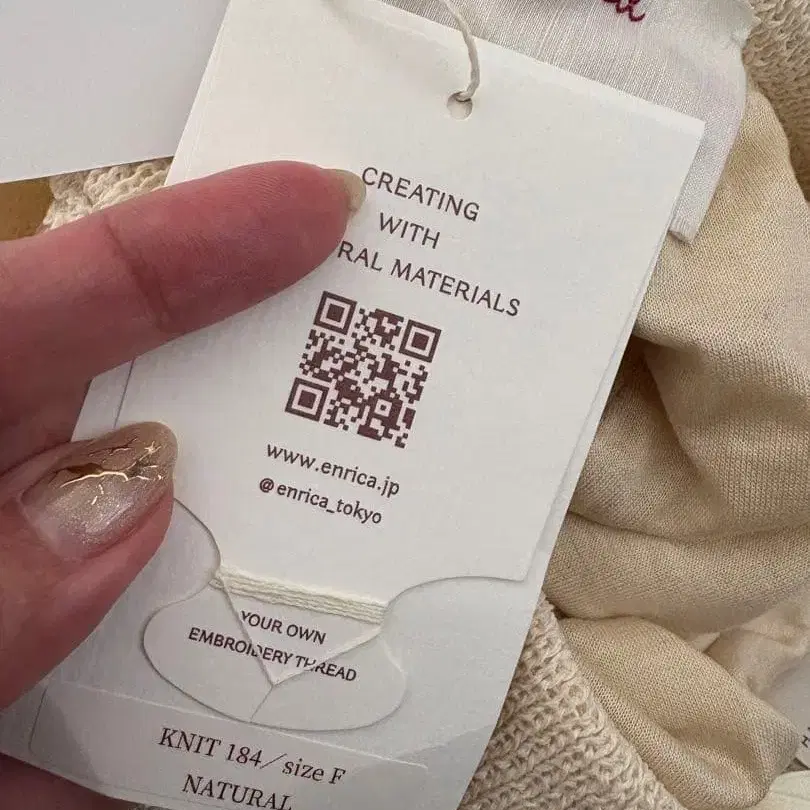 CREATING
WITH
RAL MATERIALS
www.enrica.jp
@enrica_tokyo
YOUR OWN
EMBROIDERY THREAD
KNIT 184/size F
NATURAL